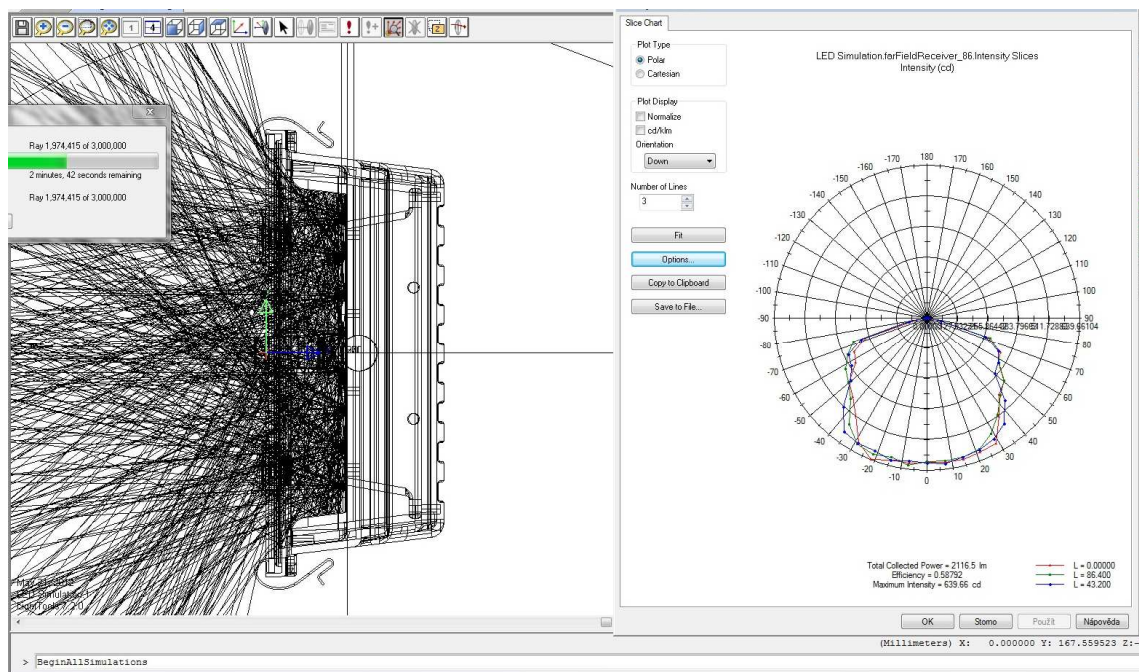 1
4
Z
Ray 1,974,415 of 3,000,000
2 minutes, 42 seconds remaining
Ray 1,974,415 of 3,000,000
LightTools 7.2.0
(Millimeters) X: 0.000000 Y: 167.559523 Z:-
> BeginAllSimulations
Slice Chart
Plot Type
Polar
Cartesian
Plot Display
Normalize
cd/klm
Orientation
Down
Number of Lines
3
Fit
Options...
Copy to Clipboard
Save to File...
LED Simulation.farFieldReceiver_86.Intensity Slices
Intensity (cd)
-170 180 170
-160 160
-150 150
-140 140
-130 130
-120 120
-110 110
-100 100
-90 90
-80 80
-70 70
-60 60
-50 50
-40 40
-30 30
-20 -10 0 10 20
Total Collected Power = 2116.5 lm
Efficiency = 0.58792
Maximum Intensity = 639.66 cd
L = 0.00000
L = 86.400
L = 43.200
OK Storno Použít Nápověda